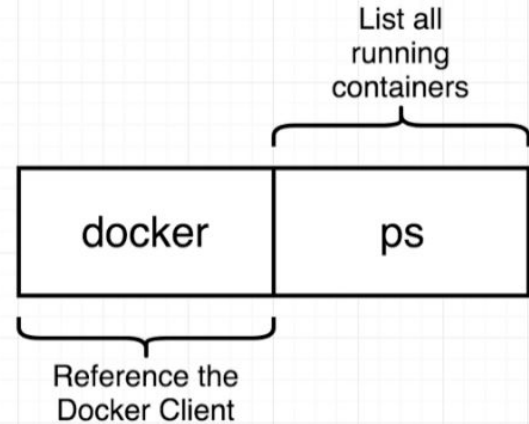 List all
running
containers
docker
ps
Reference the
Docker Client